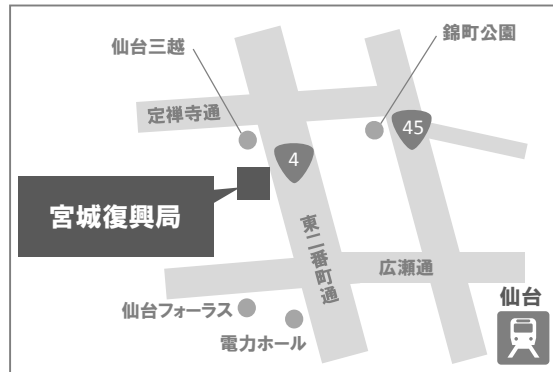 仙台三越
錦町公園
定禅寺通
45
4
宮城復興局
東二番町通
広瀬通
仙台フォーラス
電力ホール
仙台